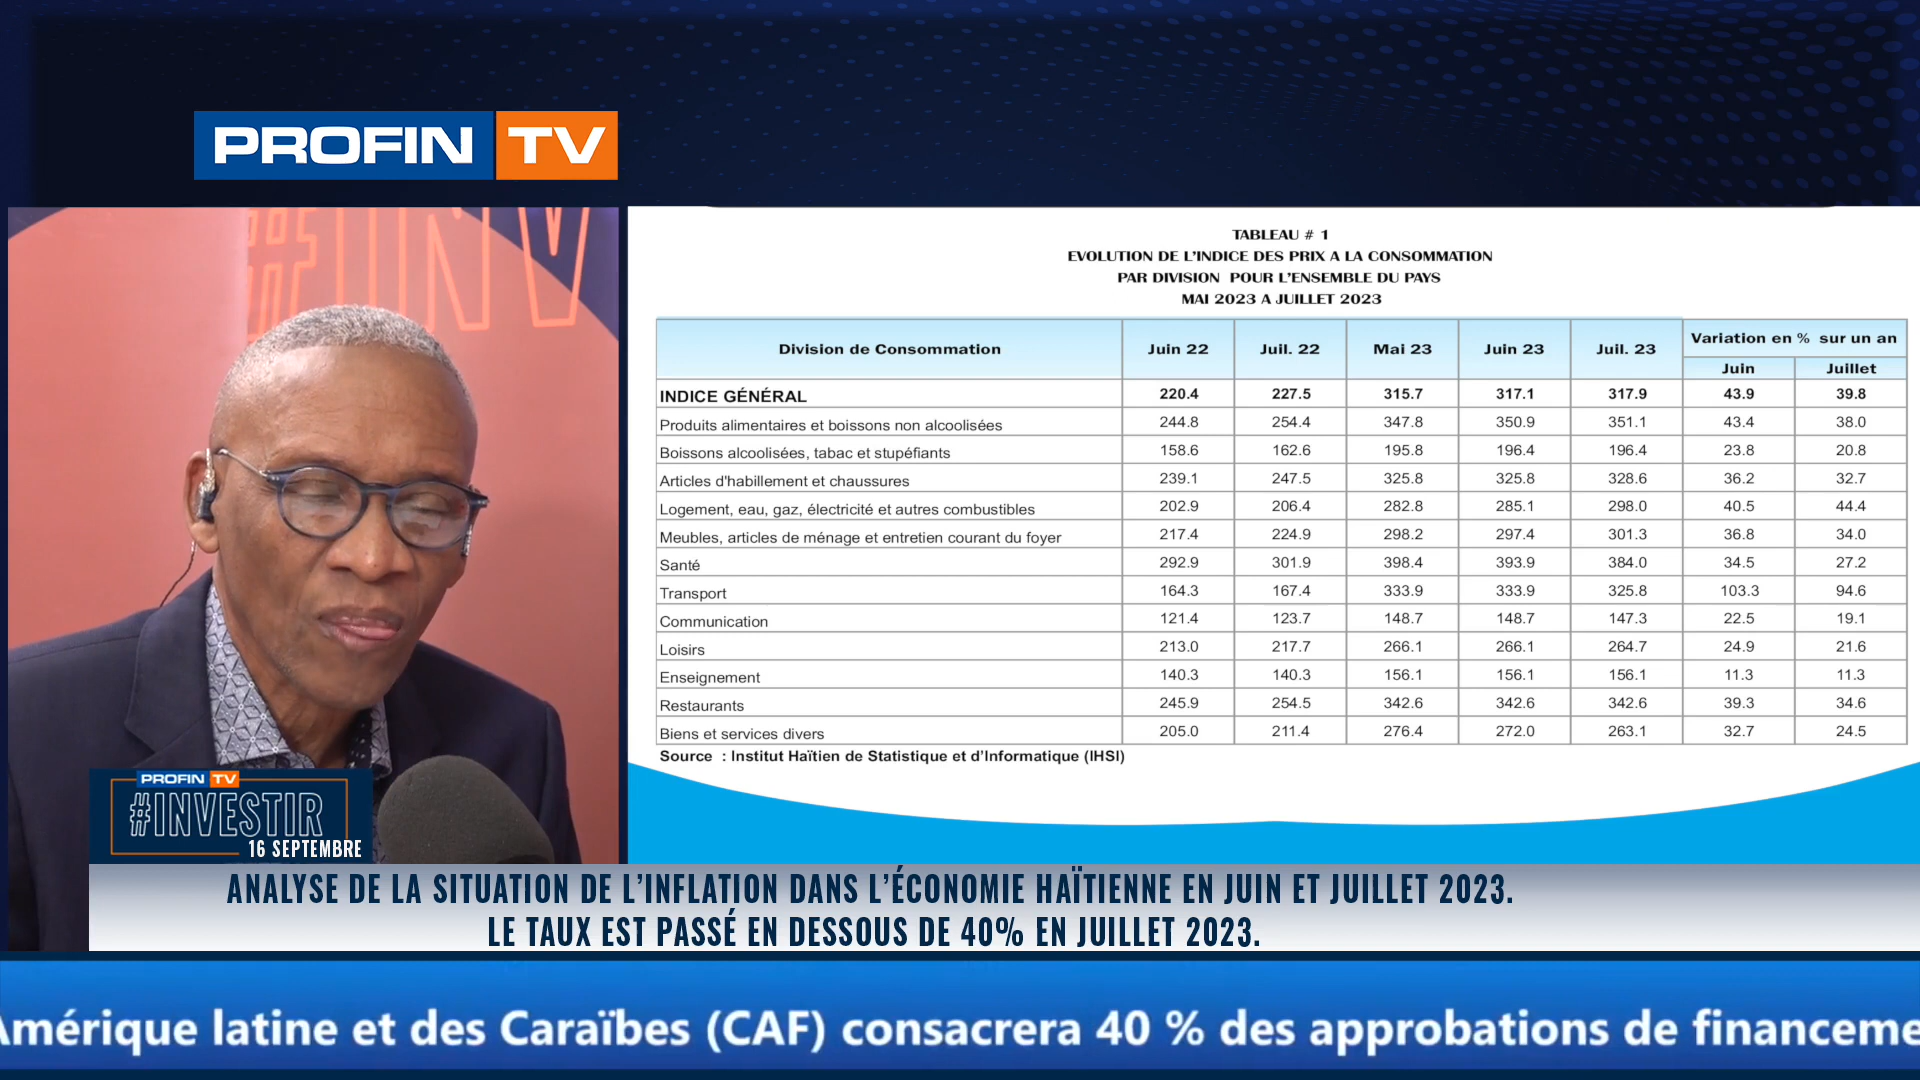 PROFIN TV
#INV
TABLEAU # 1
EVOLUTION DE L'INDICE DES PRIX A LA CONSOMMATION
PAR DIVISION POUR L'ENSEMBLE DU PAYS
MAI 2023 A JUILLET 2023
Division de Consommation Juin 22 Juil. 22 Mai 23 Juin 23 Juil. 23 Variation en % sur un an
Juin Juillet
INDICE GÉNÉRAL 220.4 227.5 315.7 317.1 317.9 43.9 39.8
Produits alimentaires et boissons non alcoolisées 244.8 254.4 347.8 350.9 351.1 43.4 38.0
Boissons alcoolisées, tabac et stupéfiants 158.6 162.6 195.8 196.4 196.4 23.8 20.8
Articles d'habillement et chaussures 239.1 247.5 325.8 325.8 328.6 36.2 32.7
Logement, eau, gaz, électricité et autres combustibles 202.9 206.4 282.8 285.1 298.0 40.5 44.4
Meubles, articles de ménage et entretien courant du foyer 217.4 224.9 298.2 297.4 301.3 36.8 34.0
Santé 292.9 301.9 398.4 393.9 384.0 34.5 27.2
Transport 164.3 167.4 333.9 333.9 325.8 103.3 94.6
Communication 121.4 123.7 148.7 148.7 147.3 22.5 19.1
Loisirs 213.0 217.7 266.1 266.1 264.7 24.9 21.6
Enseignement 140.3 140.3 156.1 156.1 156.1 11.3 11.3
Restaurants 245.9 254.5 342.6 342.6 342.6 39.3 34.6
Biens et services divers 205.0 211.4 276.4 272.0 263.1 32.7 24.5
Source : Institut Haïtien de Statistique et d'Informatique (IHSI)
PROFIN TV
#INVESTIR
16 SEPTEMBRE
ANALYSE DE LA SITUATION DE L'INFLATION DANS L'ÉCONOMIE HAÏTIENNE EN JUIN ET JUILLET 2023.
LE TAUX EST PASSÉ EN DESSOUS DE 40% EN JUILLET 2023.
Amérique latine et des Caraïbes (CAF) consacrera 40 % des approbations de financeme